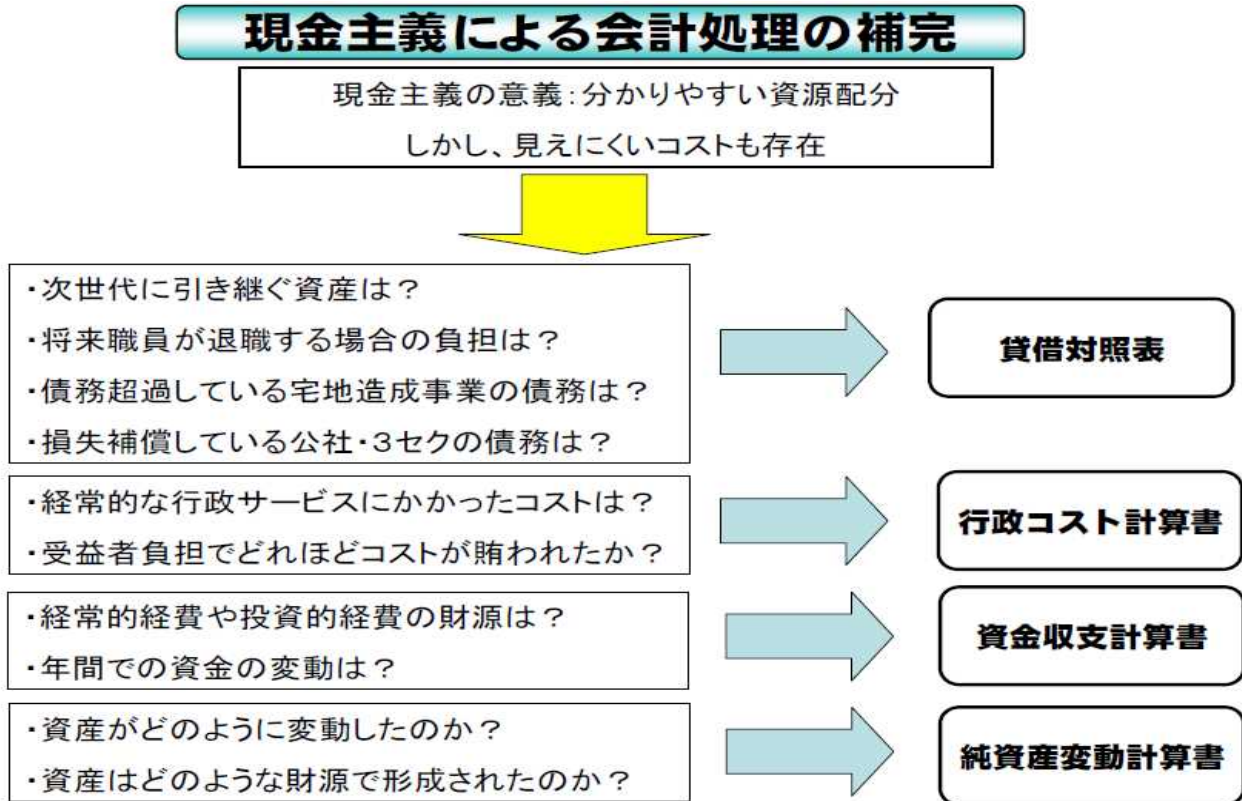 現金主義による会計処理の補完
現金主義の意義：分かりやすい資源配分
しかし、見えにくいコストも存在
・次世代に引き継ぐ資産は？
・将来職員が退職する場合の負担は？
・債務超過している宅地造成事業の債務は？
・損失補償している公社・３セクの債務は？
貸借対照表
・経常的な行政サービスにかかったコストは？
・受益者負担でどれほどコストが賄われたか？
行政コスト計算書
・経常的経費や投資的経費の財源は？
・年間での資金の変動は？
資金収支計算書
・資産がどのように変動したのか？
・資産はどのような財源で形成されたのか？
純資産変動計算書